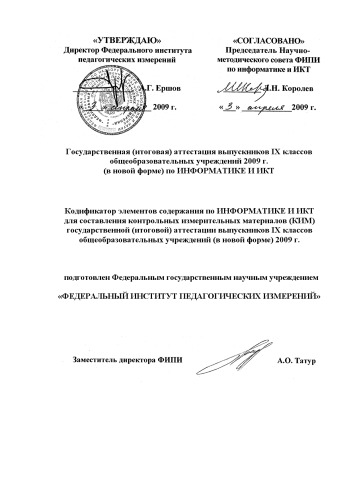 «УТВЕРЖДАЮ»
Директор Федерального института
педагогических измерений
А.Г. Ершов
2009 г.
«СОГЛАСОВАНО»
Председатель Научно-
методического совета ФИПИ
по информатике и ИКТ
Л.Н. Королев
« 3 » апреля 2009 г.
Государственная (итоговая) аттестация выпускников IX классов
общеобразовательных учреждений 2009 г.
(в новой форме) по ИНФОРМАТИКЕ И ИКТ
Кодификатор элементов содержания по ИНФОРМАТИКЕ И ИКТ
для составления контрольных измерительных материалов (КИМ)
государственной (итоговой) аттестации выпускников IX классов
общеобразовательных учреждений (в новой форме) 2009 г.
подготовлен Федеральным государственным научным учреждением
«ФЕДЕРАЛЬНЫЙ ИНСТИТУТ ПЕДАГОГИЧЕСКИХ ИЗМЕРЕНИЙ»
Заместитель директора ФИПИ
А.О. Татур